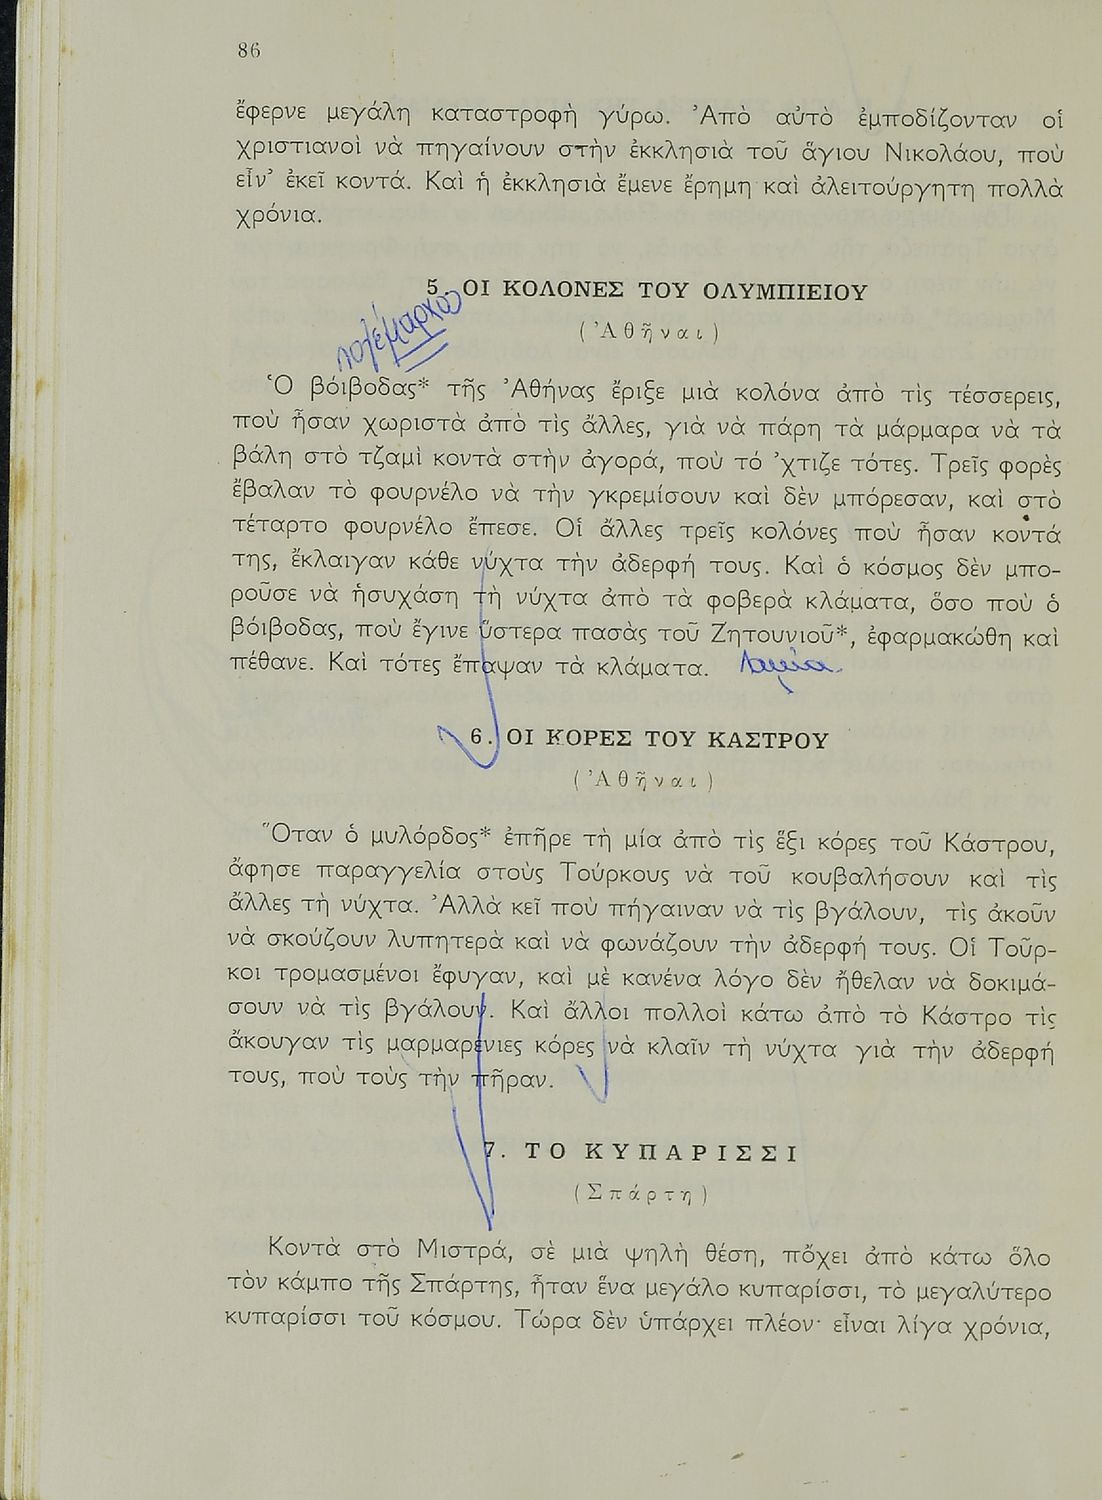 86
ἔφερνε μεγάλη καταστροφὴ γύρω. Ἀπὸ αὐτὸ ἐμποδίζονταν οἱ
χριστιανοὶ νὰ πηγαίνουν στὴν ἐκκλησιὰ τοῦ ἅγιου Νικολάου, ποὺ
εἶν' ἐκεῖ κοντά. Καὶ ἡ ἐκκλησιὰ ἔμενε ἔρημη καὶ ἀλειτούργητη πολλὰ
χρόνια.
5. ΟΙ ΚΟΛΟΝΕΣ ΤΟΥ ΟΛΥΜΠΙΕΙΟΥ
πολέμαρχος
(Ἀθῆναι)
Ὁ βόιβοδας* τῆς Ἀθήνας ἔριξε μιὰ κολόνα ἀπὸ τὶς τέσσερεις,
ποὺ ἦσαν χωριστὰ ἀπὸ τὶς ἄλλες, γιὰ νὰ πάρη τὰ μάρμαρα νὰ τὰ
βάλη στὸ τζαμὶ κοντὰ στὴν ἀγορά, ποὺ τό 'χτιζε τότες. Τρεῖς φορὲς
ἔβαλαν τὸ φουρνέλο νὰ τὴν γκρεμίσουν καὶ δὲν μπόρεσαν, καὶ στὸ
τέταρτο φουρνέλο ἔπεσε. Οἱ ἄλλες τρεῖς κολόνες ποὺ ἦσαν κοντά
της, ἔκλαιγαν κάθε νύχτα τὴν ἀδερφή τους. Καὶ ὁ κόσμος δὲν μπο-
ροῦσε νὰ ἡσυχάση τὴ νύχτα ἀπὸ τὰ φοβερὰ κλάματα, ὅσο ποὺ ὁ
βόιβοδας, ποὺ ἔγινε ὕστερα πασὰς τοῦ Ζητουνιοῦ*, ἐφαρμακώθη καὶ
πέθανε. Καὶ τότες ἔπαψαν τὰ κλάματα. Λαμία
6. ΟΙ ΚΟΡΕΣ ΤΟΥ ΚΑΣΤΡΟΥ
(Ἀθῆναι)
Ὅταν ὁ μυλόρδος* ἐπῆρε τὴ μία ἀπὸ τὶς ἕξι κόρες τοῦ Κάστρου,
ἄφησε παραγγελία στοὺς Τούρκους νὰ τοῦ κουβαλήσουν καὶ τὶς
ἄλλες τὴ νύχτα. Ἀλλὰ κεῖ ποὺ πήγαιναν νὰ τὶς βγάλουν, τὶς ἀκοῦν
νὰ σκούζουν λυπητερὰ καὶ νὰ φωνάζουν τὴν ἀδερφή τους. Οἱ Τοῦρ-
κοι τρομασμένοι ἔφυγαν, καὶ μὲ κανένα λόγο δὲν ἤθελαν νὰ δοκιμά-
σουν νὰ τὶς βγάλουν. Καὶ ἄλλοι πολλοὶ κάτω ἀπὸ τὸ Κάστρο τὶς
ἄκουγαν τὶς μαρμαρένιες κόρες νὰ κλαῖν τὴ νύχτα γιὰ τὴν ἀδερφή
τους, ποὺ τοὺς τὴν πῆραν.
7. ΤΟ ΚΥΠΑΡΙΣΣΙ
(Σπάρτη)
Κοντὰ στὸ Μιστρά, σὲ μιὰ ψηλὴ θέση, πὄχει ἀπὸ κάτω ὅλο
τὸν κάμπο τῆς Σπάρτης, ἦταν ἕνα μεγάλο κυπαρίσσι, τὸ μεγαλύτερο
κυπαρίσσι τοῦ κόσμου. Τώρα δὲν ὑπάρχει πλέον· εἶναι λίγα χρόνια,